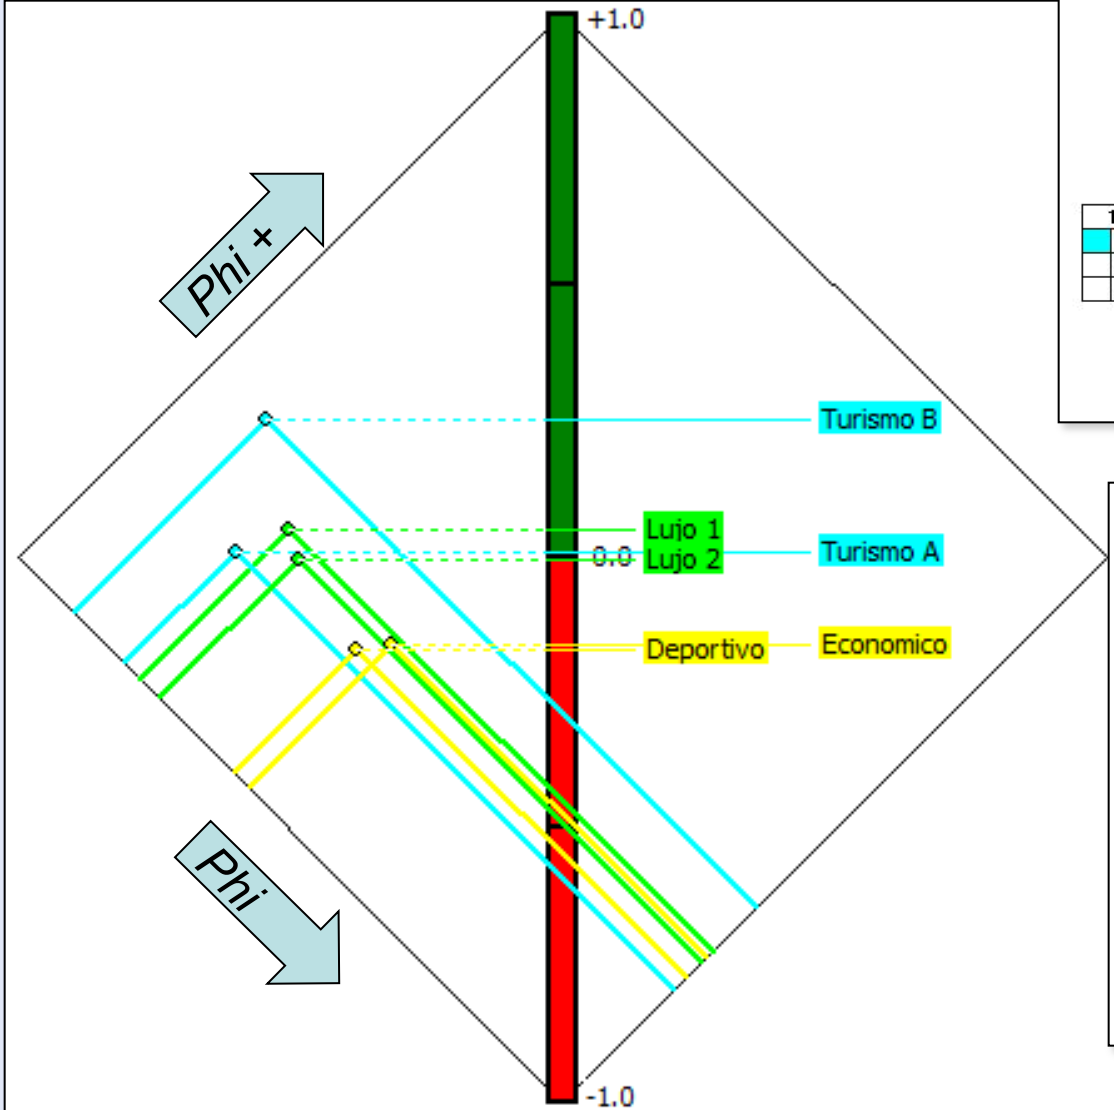 +1.0
Phi +
Turismo B
Lujo 1
0.0
Lujo 2
Turismo A
Deportivo
Economico
Phi
-1.0